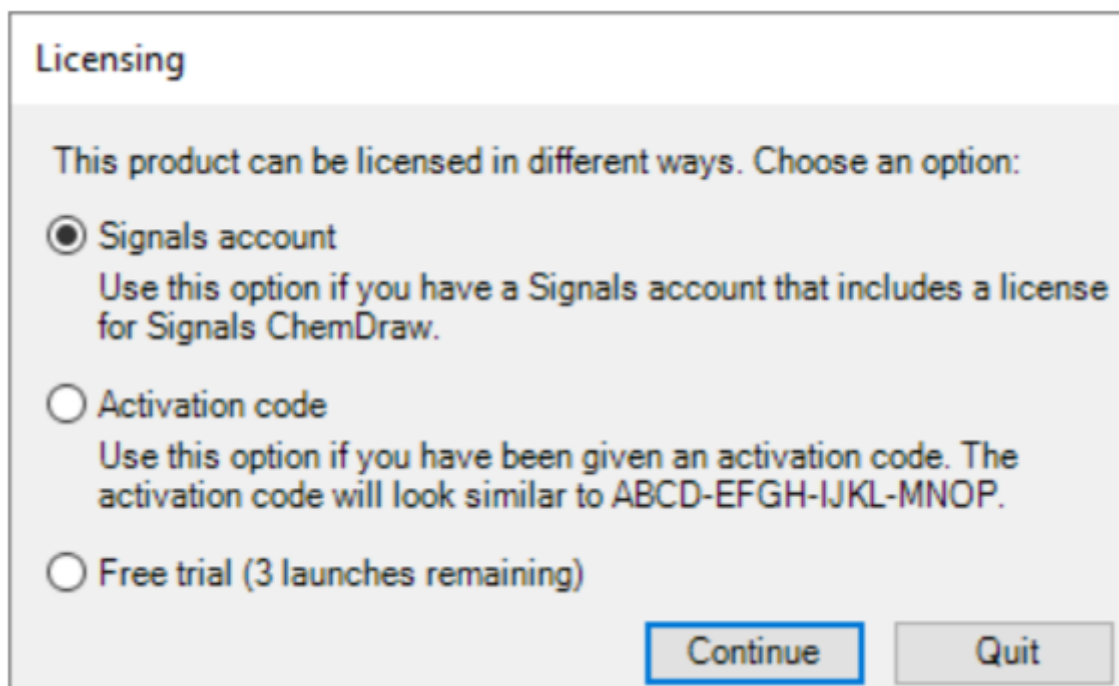 Licensing
This product can be licensed in different ways. Choose an option:
Signals account
Use this option if you have a Signals account that includes a license
for Signals ChemDraw.
Activation code
Use this option if you have been given an activation code. The
activation code will look similar to ABCD-EFGH-IJKL-MNOP.
Free trial (3 launches remaining)
Continue Quit